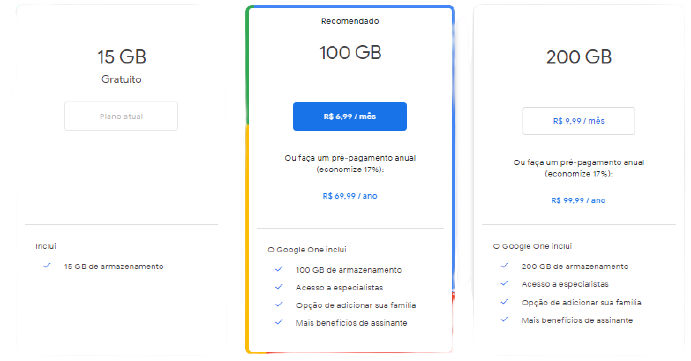 15 GB
Gratuito
Plano atual
Inclui
15 GB de armazenamento
Recomendado
100 GB
R$ 6,99 / mês
Ou faça um pré-pagamento anual
(economize 17%):
R$ 69,99 / ano
O Google One inclui
100 GB de armazenamento
Acesso a especialistas
Opção de adicionar sua família
Mais benefícios de assinante
200 GB
R$ 9,99 / mês
Ou faça um pré-pagamento anual
(economize 17%):
R$ 99,99 / ano
O Google One inclui
200 GB de armazenamento
Acesso a especialistas
Opção de adicionar sua família
Mais benefícios de assinante